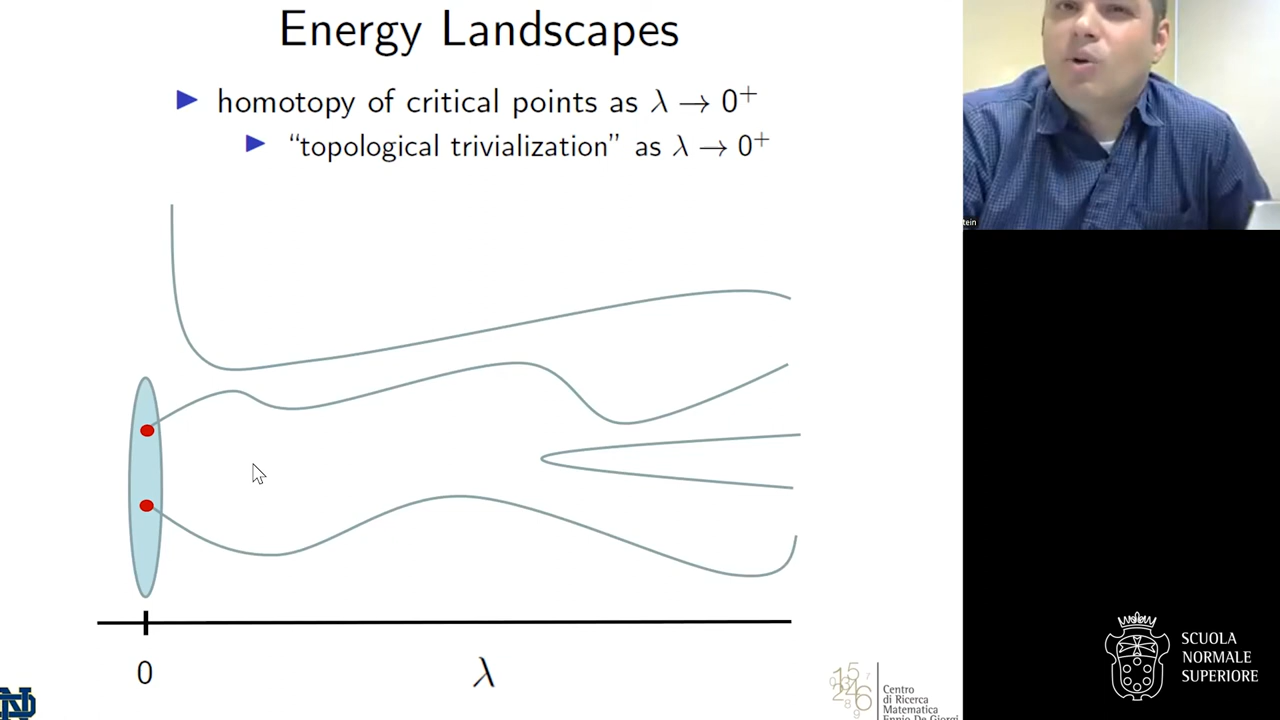 Energy Landscapes
homotopy of critical points as λ → 0⁺
“topological trivialization” as λ → 0⁺
tein
0
λ
Centro
di Ricerca
Matematica
Ennio De Giorgi
SCUOLA
NORMALE
SUPERIORE